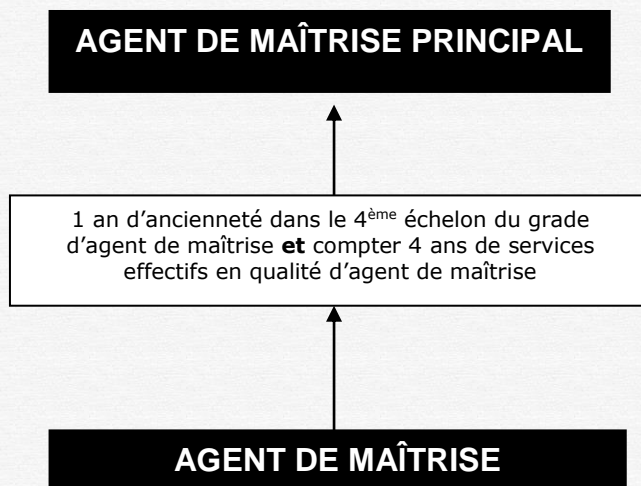 AGENT DE MAÎTRISE PRINCIPAL
1 an d’ancienneté dans le 4ème échelon du grade
d’agent de maîtrise et compter 4 ans de services
effectifs en qualité d’agent de maîtrise
AGENT DE MAÎTRISE